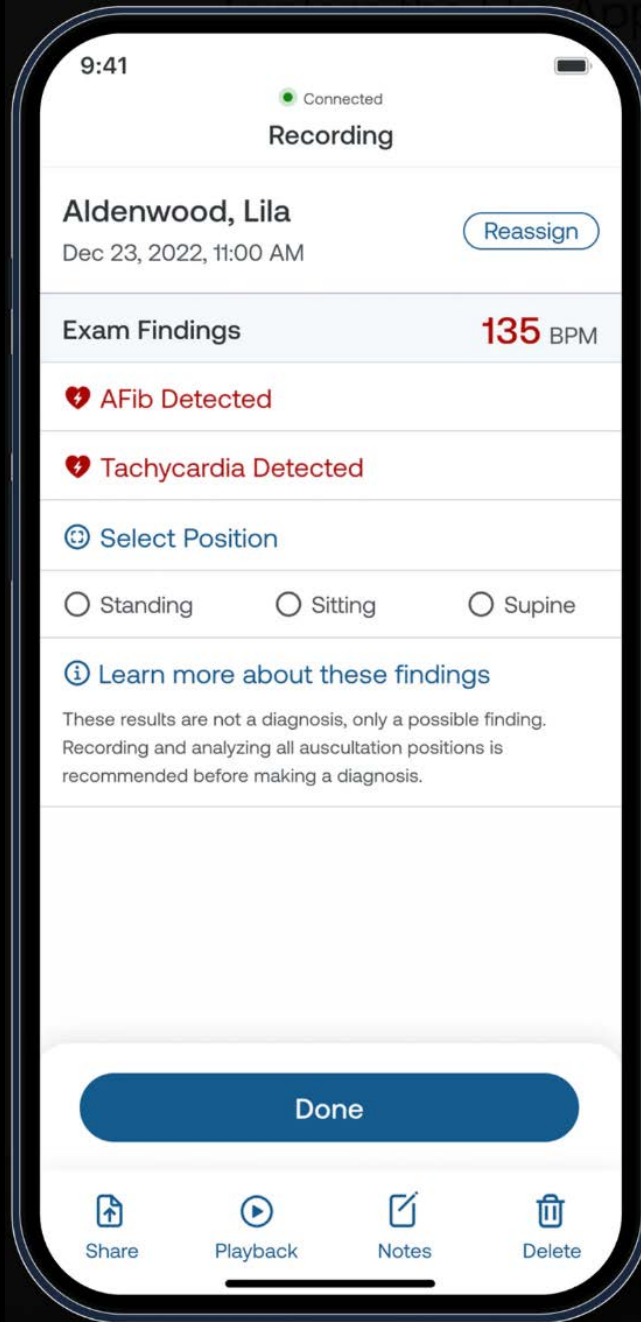 9:41
Connected
Recording
Aldenwood, Lila
Reassign
Dec 23, 2022, 11:00 AM
Exam Findings
135 BPM
AFib Detected
Tachycardia Detected
Select Position
Standing
Sitting
Supine
Learn more about these findings
These results are not a diagnosis, only a possible finding.
Recording and analyzing all auscultation positions is
recommended before making a diagnosis.
Done
Share
Playback
Notes
Delete